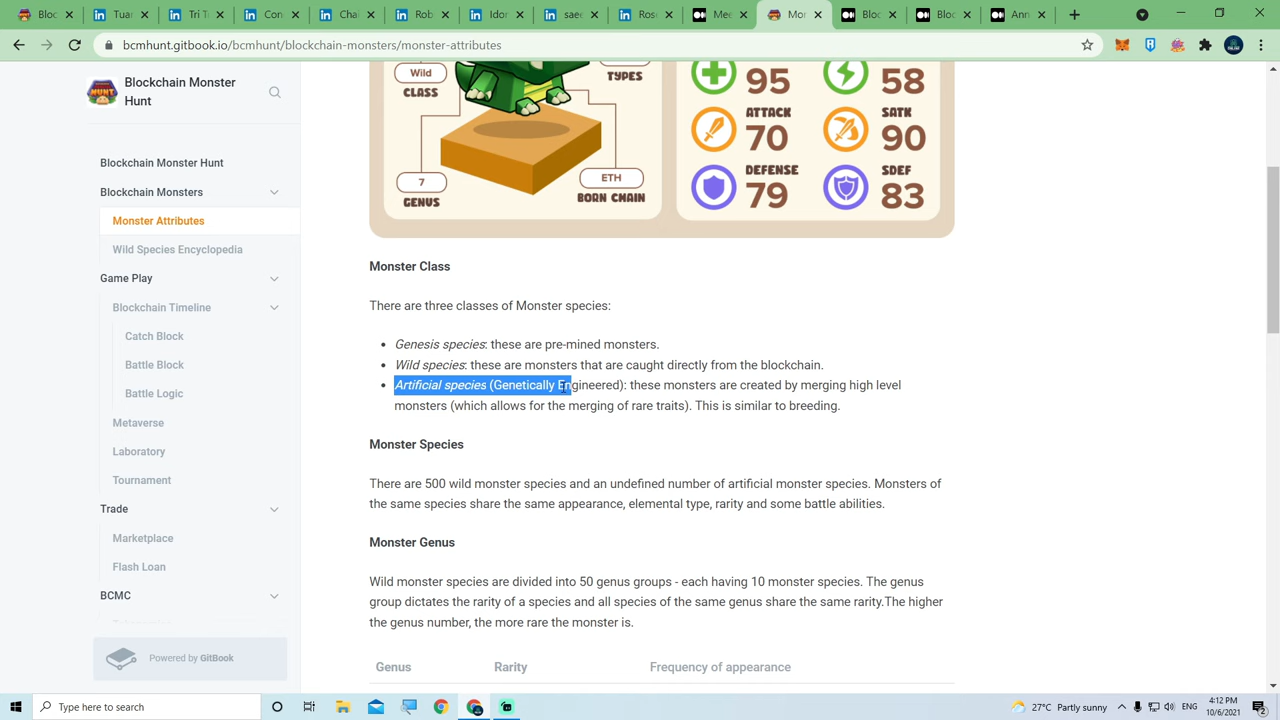 Bloc
Tri
Bloc
Bloc
Ann
bcmhunt.gitbook.io/bcmhunt/blockchain-monsters/monster-attributes
Blockchain Monster
Hunt
Blockchain Monster Hunt
Blockchain Monsters
Monster Attributes
Wild Species Encyclopedia
Game Play
Blockchain Timeline
Catch Block
Battle Block
Battle Logic
Metaverse
Laboratory
Tournament
Trade
Marketplace
Flash Loan
BCMC
Powered by GitBook
Wild
CLASS
TYPES
7
GENUS
ETH
BORN CHAIN
95
58
ATTACK
70
SATK
90
DEFENSE
79
SDEF
83
Monster Class
There are three classes of Monster species:
• Genesis species: these are pre-mined monsters.
• Wild species: these are monsters that are caught directly from the blockchain.
• Artificial species (Genetically Engineered): these monsters are created by merging high level
monsters (which allows for the merging of rare traits). This is similar to breeding.
Monster Species
There are 500 wild monster species and an undefined number of artificial monster species. Monsters of
the same species share the same appearance, elemental type, rarity and some battle abilities.
Monster Genus
Wild monster species are divided into 50 genus groups - each having 10 monster species. The genus
group dictates the rarity of a species and all species of the same genus share the same rarity.The higher
the genus number, the more rare the monster is.
Genus Rarity Frequency of appearance
Type here to search
27°C Partly sunny
4:12 PM
10/6/2021
2